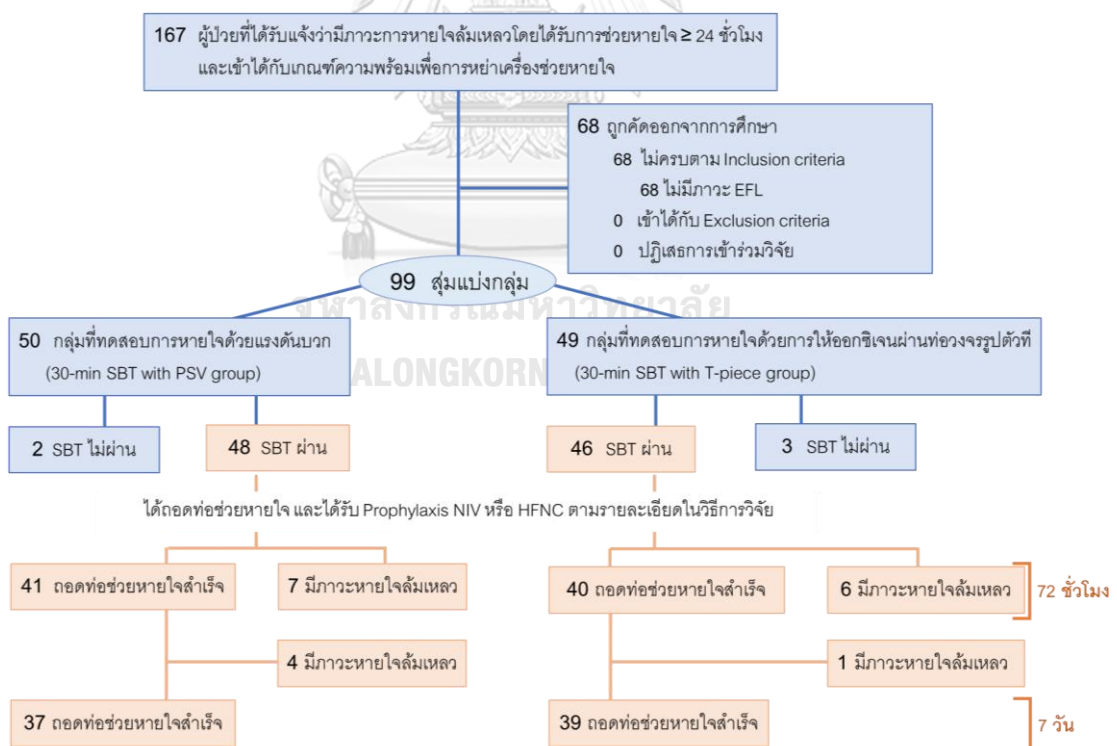 167 ผู้ป่วยที่ได้รับแจ้งว่ามีภาวะการหายใจล้มเหลวโดยได้รับการช่วยหายใจ ≥ 24 ชั่วโมง
และเข้าได้กับเกณฑ์ความพร้อมเพื่อการหย่าเครื่องช่วยหายใจ
68 ถูกคัดออกจากการศึกษา
68 ไม่ครบตาม Inclusion criteria
68 ไม่มีภาวะ EFL
0 เข้าได้กับ Exclusion criteria
0 ปฏิเสธการเข้าร่วมวิจัย
99 สุ่มแบ่งกลุ่ม
จุฬาลงกรณ์มหาวิทยาลัย
50 กลุ่มที่ทดสอบการหายใจด้วยแรงดันบวก
(30-min SBT with PSV group)
ALONGKORN
49 กลุ่มที่ทดสอบการหายใจด้วยการให้ออกซิเจนผ่านท่อวงจรรูปตัวที
(30-min SBT with T-piece group)
2 SBT ไม่ผ่าน
48 SBT ผ่าน
46 SBT ผ่าน
3 SBT ไม่ผ่าน
ได้ถอดท่อช่วยหายใจ และได้รับ Prophylaxis NIV หรือ HFNC ตามรายละเอียดในวิธีการวิจัย
41 ถอดท่อช่วยหายใจสำเร็จ
7 มีภาวะหายใจล้มเหลว
40 ถอดท่อช่วยหายใจสำเร็จ
6 มีภาวะหายใจล้มเหลว
72 ชั่วโมง
4 มีภาวะหายใจล้มเหลว
1 มีภาวะหายใจล้มเหลว
37 ถอดท่อช่วยหายใจสำเร็จ
39 ถอดท่อช่วยหายใจสำเร็จ
7 วัน